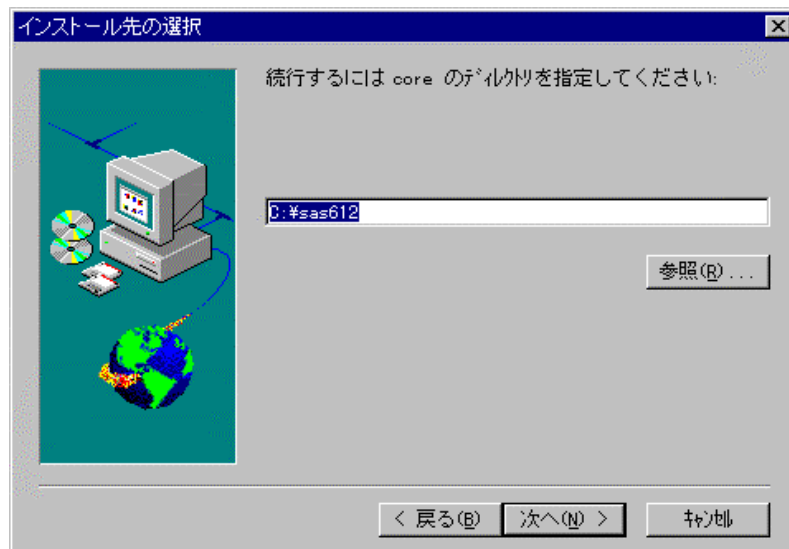 インストール先の選択
続行するには core のﾃﾞｨﾚｸﾄﾘを指定してください:
C:¥sas612
参照(R) ...
< 戻る(B)
次へ(N) >
ｷｬﾝｾﾙ